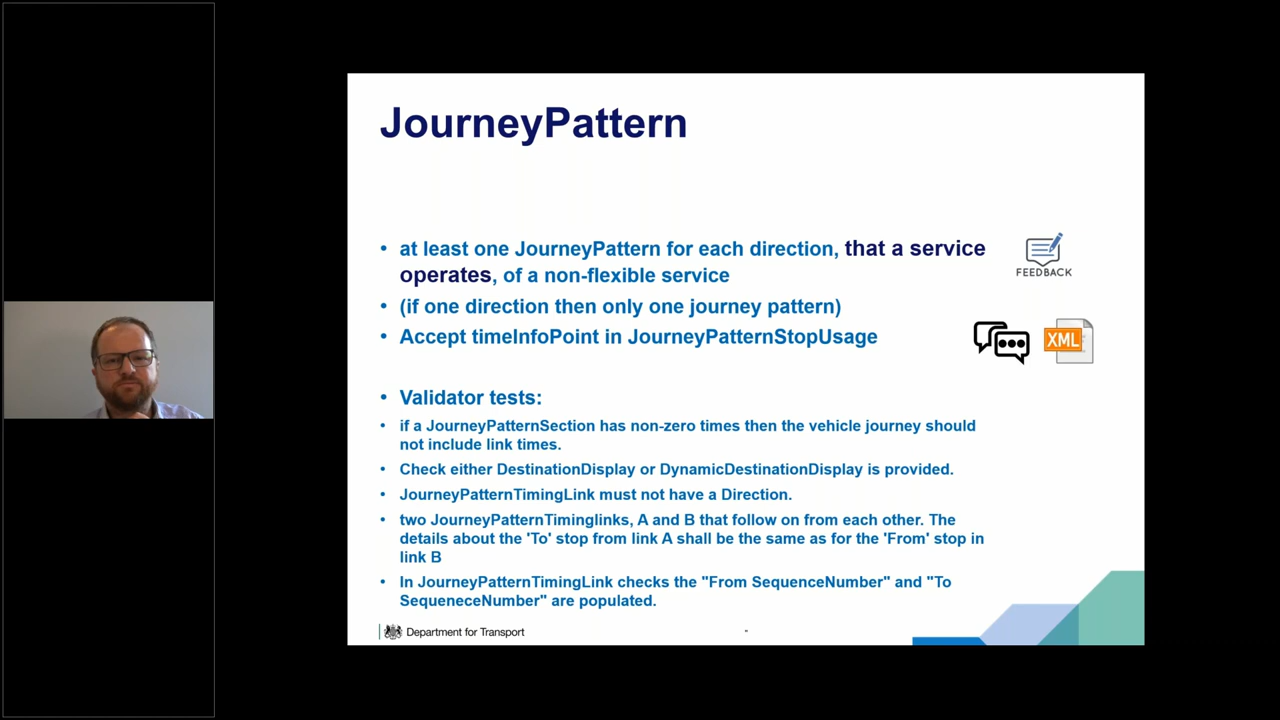 JourneyPattern
• at least one JourneyPattern for each direction, that a service
operates, of a non-flexible service
• (if one direction then only one journey pattern)
• Accept timeInfoPoint in JourneyPatternStopUsage
FEEDBACK
XML
• Validator tests:
• if a JourneyPatternSection has non-zero times then the vehicle journey should
not include link times.
• Check either DestinationDisplay or DynamicDestinationDisplay is provided.
• JourneyPatternTimingLink must not have a Direction.
• two JourneyPatternTiminglinks, A and B that follow on from each other. The
details about the 'To' stop from link A shall be the same as for the 'From' stop in
link B
• In JourneyPatternTimingLink checks the "From SequenceNumber" and "To
SequeneceNumber" are populated.
Department for Transport
"